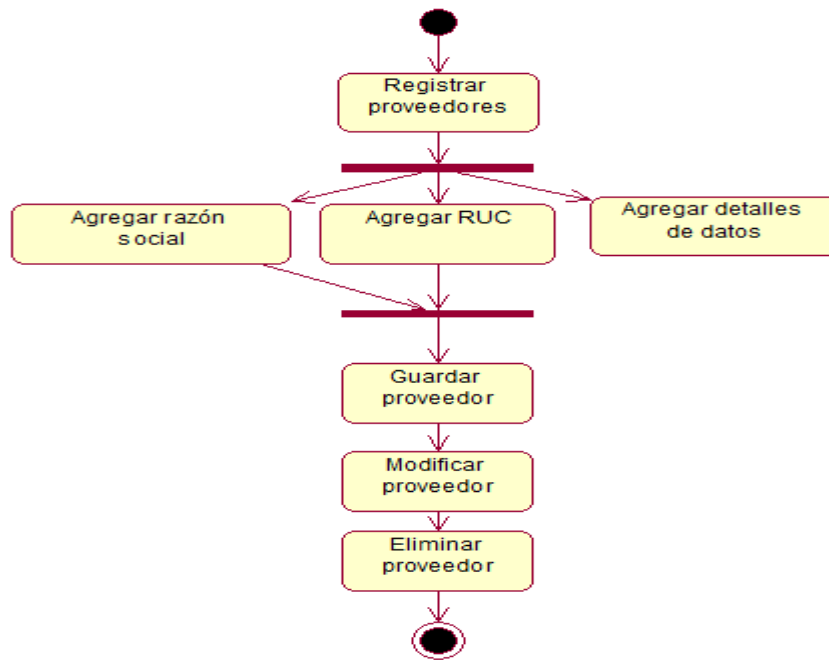 Registrar
proveedores
Agregar razón
social
Agregar RUC
Agregar detalles
de datos
Guardar
proveedor
Modificar
proveedor
Eliminar
proveedor